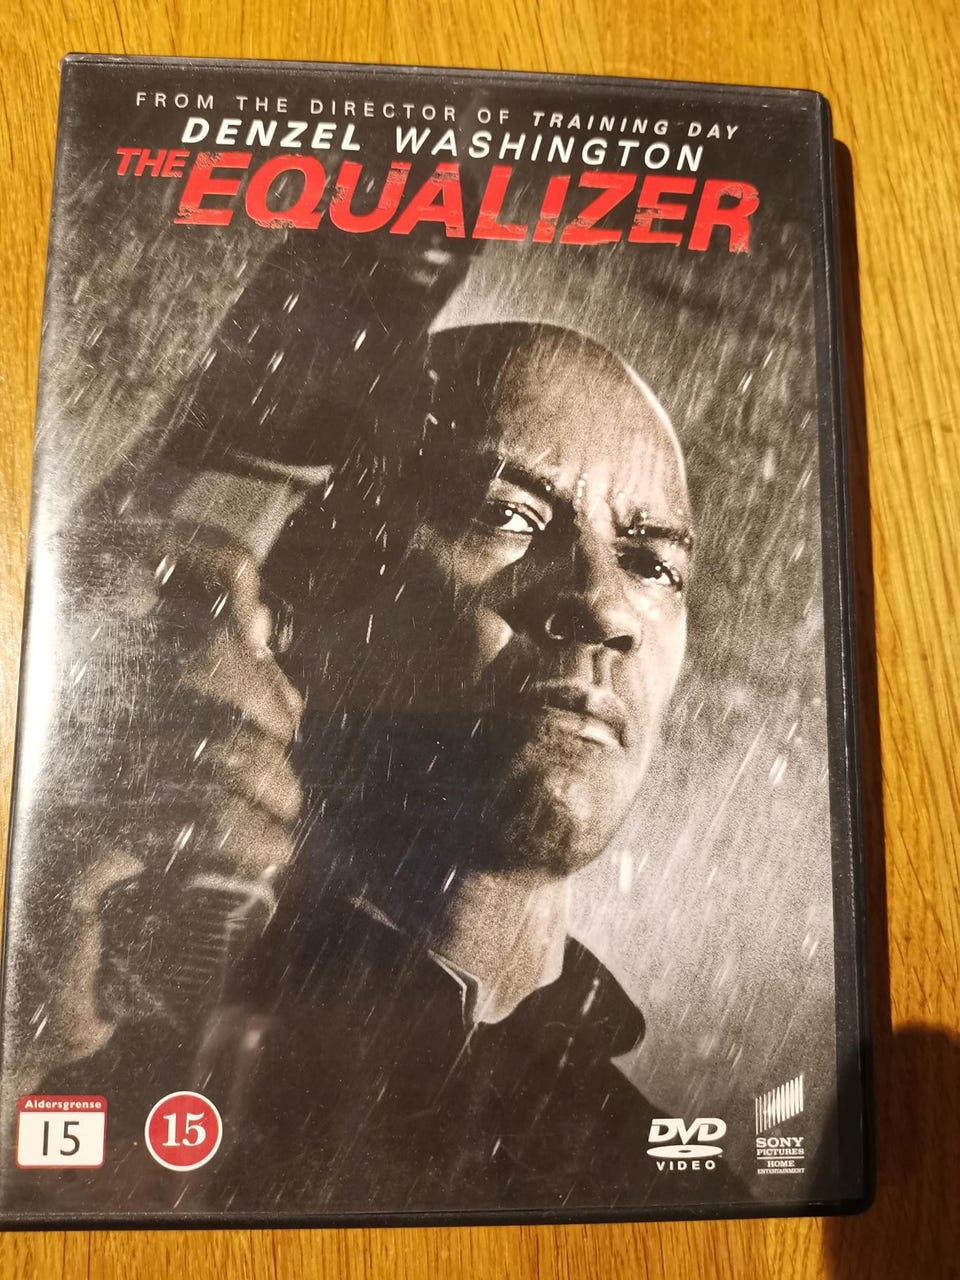 FROM THE DIRECTOR OF TRAINING DAY
DENZEL WASHINGTON
THE EQUALIZER
Aldersgrense
15
15
DVD
VIDEO
SONY
PICTURES
HOME
ENTERTAINMENT